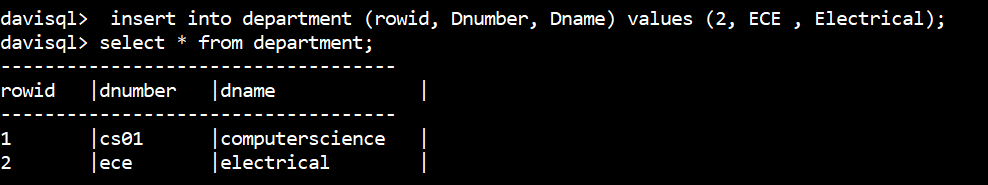 davisql>  insert into department (rowid, Dnumber, Dname) values (2, ECE , Electrical);
davisql> select * from department;
------------------------------------
rowid   |dnumber   |dname             |
------------------------------------
1       |cs01      |computerscience   |
2       |ece       |electrical        |